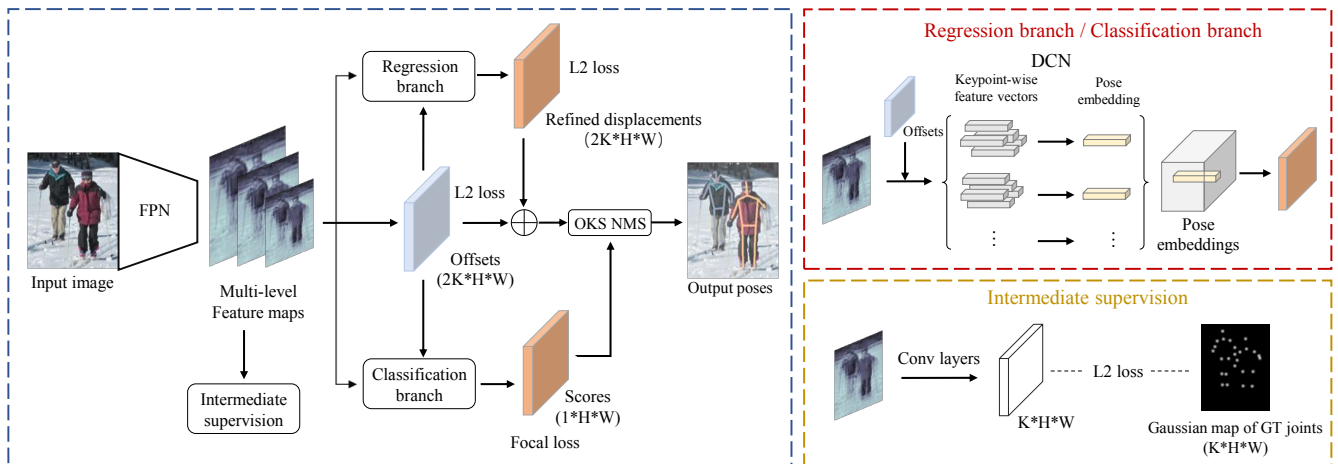 Regression
branch
L2 loss
Refined displacements
(2K*H*W)
FPN
Input image
Multi-level
Feature maps
L2 loss
Offsets
(2K*H*W)
OKS NMS
Output poses
Intermediate
supervision
Classification
branch
Scores
(1*H*W)
Focal loss
Regression branch / Classification branch
DCN
Keypoint-wise
feature vectors
Pose
embedding
Offsets
Pose
embeddings
Intermediate supervision
Conv layers
K*H*W
L2 loss
Gaussian map of GT joints
(K*H*W)